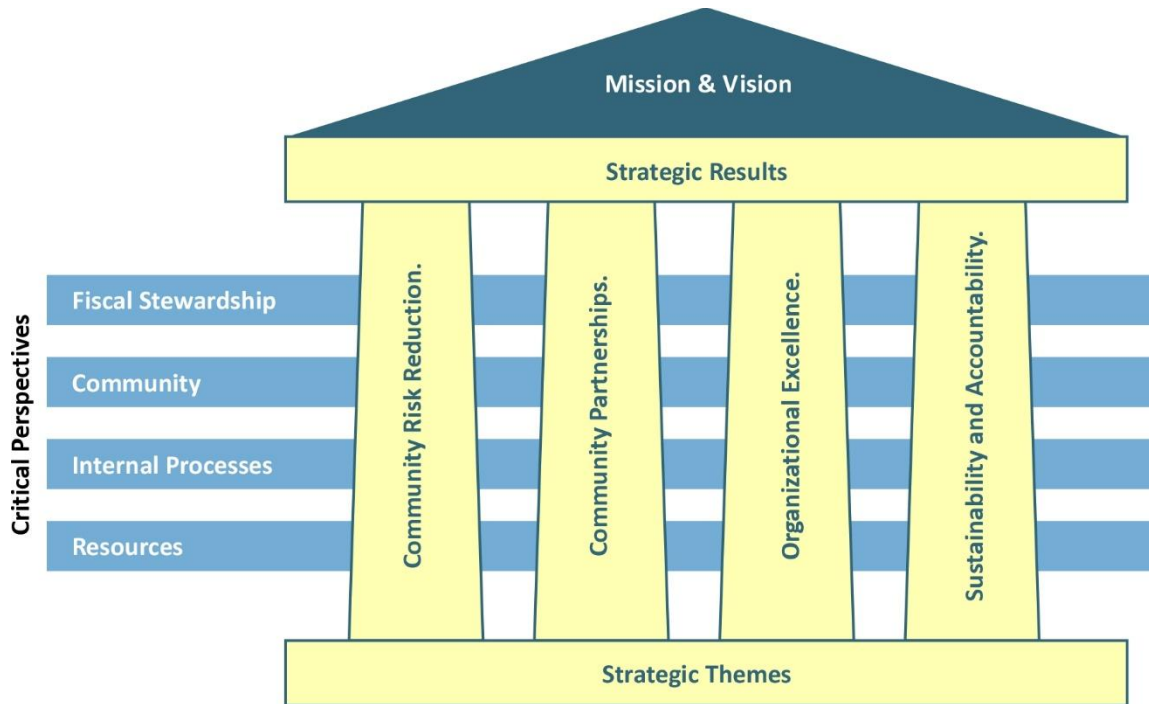 Mission & Vision
Strategic Results
Critical Perspectives
Fiscal Stewardship
Community
Internal Processes
Resources
Community Risk Reduction.
Community Partnerships.
Organizational Excellence.
Sustainability and Accountability.
Strategic Themes